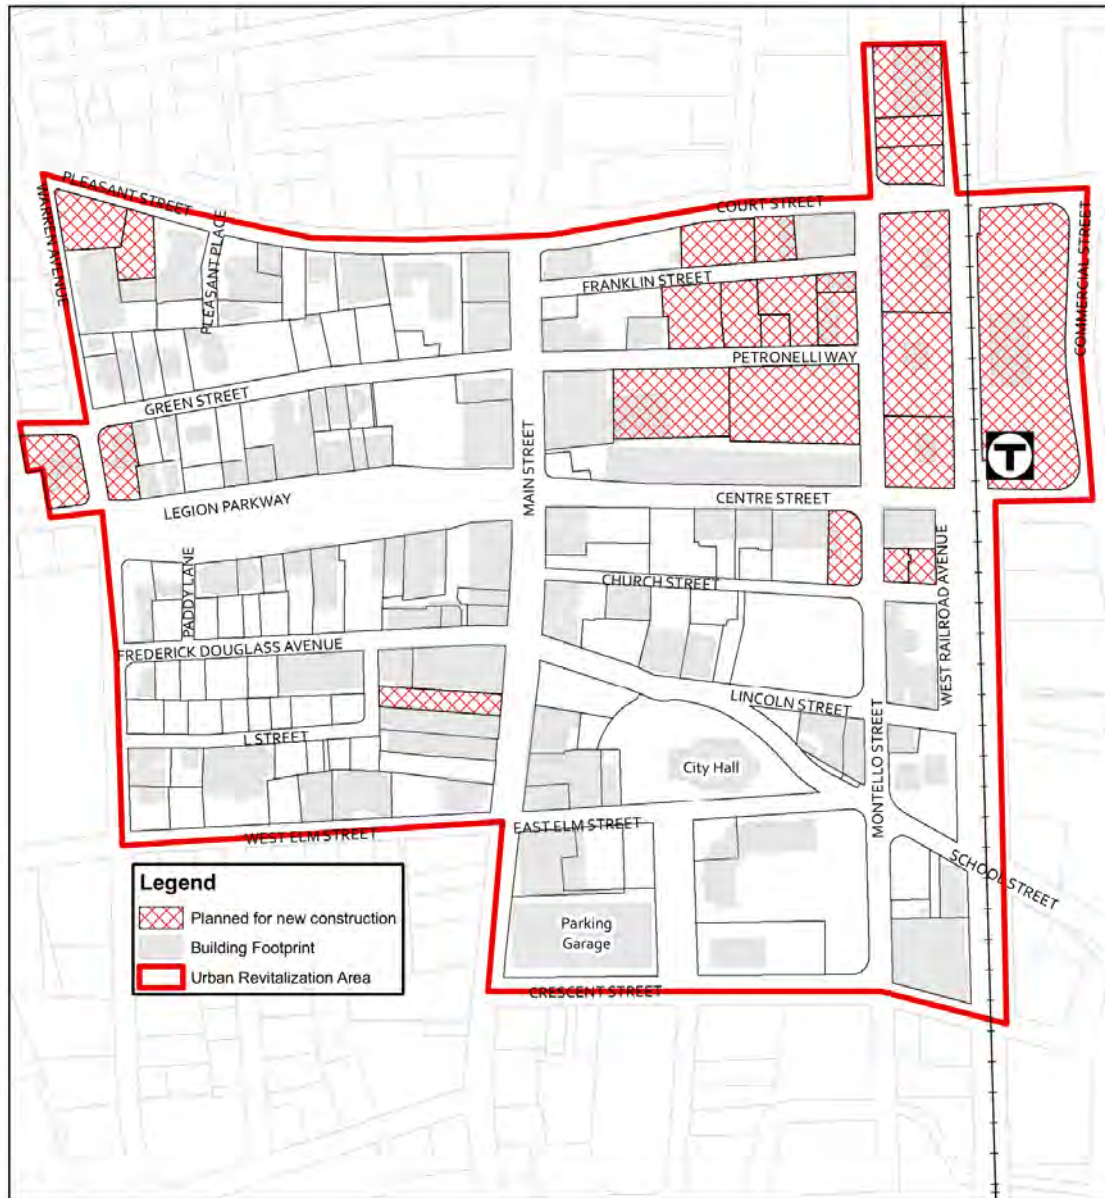 PLEASANT STREET
WARREN AVENUE
PLEASANT PLACE
COURT STREET
FRANKLIN STREET
COMMERCIAL STREET
PETRONELLI WAY
GREEN STREET
MAIN STREET
T
LEGION PARKWAY
CENTRE STREET
PADDY LANE
CHURCH STREET
WEST RAILROAD AVENUE
FREDERICK DOUGLASS AVENUE
LINCOLN STREET
L STREET
City Hall
MONTELLO STREET
EAST ELM STREET
WEST ELM STREET
SCHOOL STREET
Legend
Planned for new construction
Building Footprint
Urban Revitalization Area
Parking
Garage
CRESCENT STREET